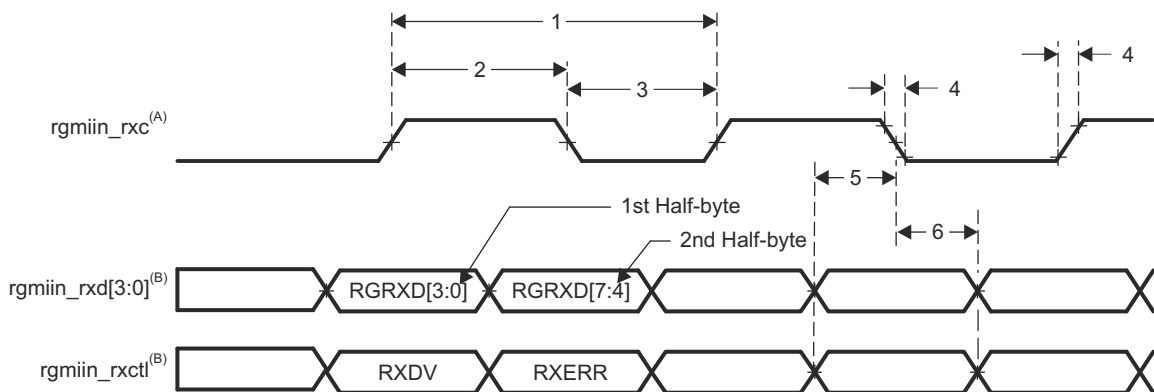 1
2
3
4
4
rgmiin_rxc(A)
5
1st Half-byte
6
2nd Half-byte
rgmiin_rxd[3:0](B)
RGRXD[3:0]
RGRXD[7:4]
rgmiin_rxctl(B)
RXDV
RXERR